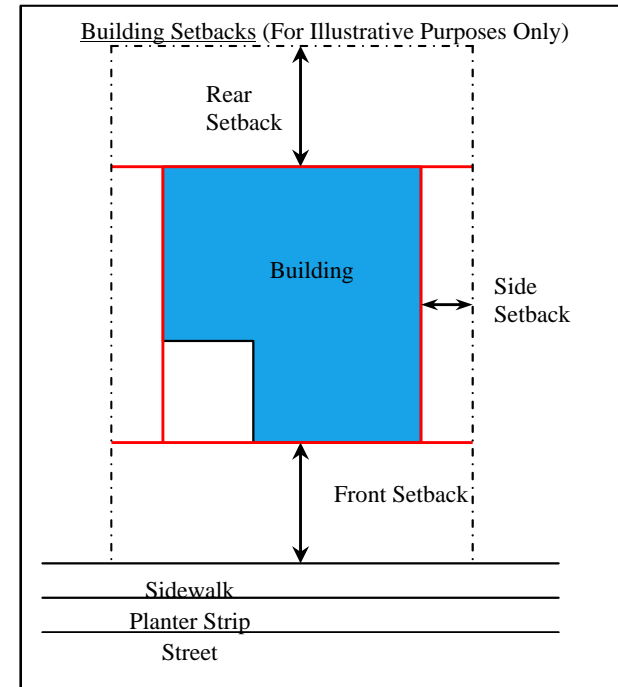 Building Setbacks (For Illustrative Purposes Only)
Rear
Setback
Building
Side
Setback
Front Setback
Sidewalk
Planter Strip
Street